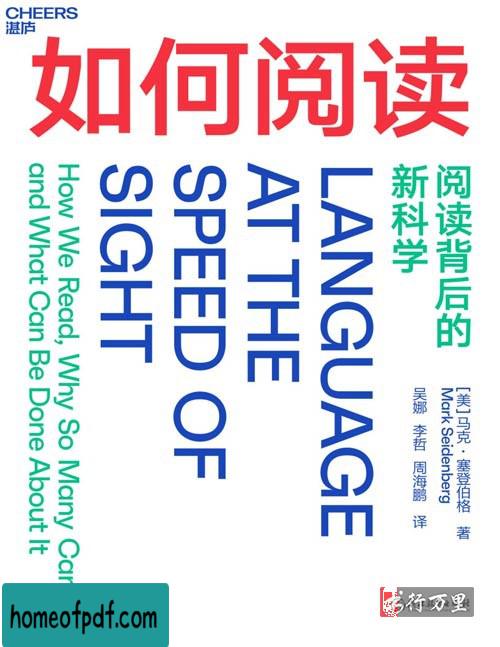 CHEERS
湛庐
如何阅读
阅读背后的
新科学
LANGUAGE
AT THE
SPEED OF
SIGHT
How We Read, Why So Many Can
and What Can Be Done About It
[美]马克·塞登伯格 著
Mark Seidenberg
吴娜 李哲 周海鹏 译
homeofpdf.com
书行万里